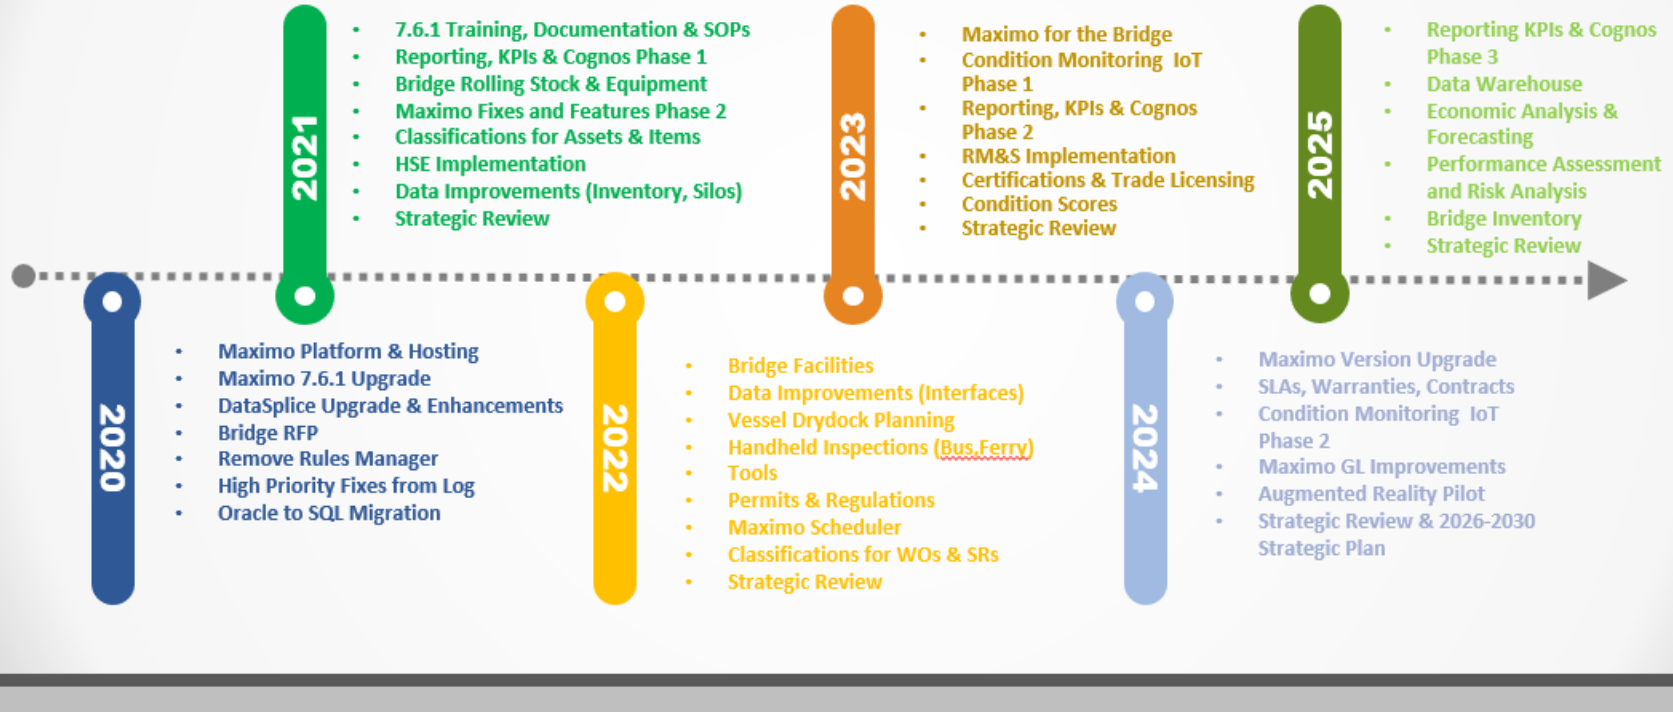 2021
• 7.6.1 Training, Documentation & SOPs
• Reporting, KPIs & Cognos Phase 1
• Bridge Rolling Stock & Equipment
• Maximo Fixes and Features Phase 2
• Classifications for Assets & Items
• HSE Implementation
• Data Improvements (Inventory, Silos)
• Strategic Review
2023
• Maximo for the Bridge
• Condition Monitoring IoT
Phase 1
• Reporting, KPIs & Cognos
Phase 2
• RM&S Implementation
• Certifications & Trade Licensing
• Condition Scores
• Strategic Review
2025
• Reporting KPIs & Cognos
Phase 3
• Data Warehouse
• Economic Analysis &
Forecasting
• Performance Assessment
and Risk Analysis
• Bridge Inventory
• Strategic Review
2020
• Maximo Platform & Hosting
• Maximo 7.6.1 Upgrade
• DataSplice Upgrade & Enhancements
• Bridge RFP
• Remove Rules Manager
• High Priority Fixes from Log
• Oracle to SQL Migration
2022
• Bridge Facilities
• Data Improvements (Interfaces)
• Vessel Drydock Planning
• Handheld Inspections (Bus,Ferry)
• Tools
• Permits & Regulations
• Maximo Scheduler
• Classifications for WOs & SRs
• Strategic Review
2024
• Maximo Version Upgrade
• SLAs, Warranties, Contracts
• Condition Monitoring IoT
Phase 2
• Maximo GL Improvements
• Augmented Reality Pilot
• Strategic Review & 2026-2030
Strategic Plan